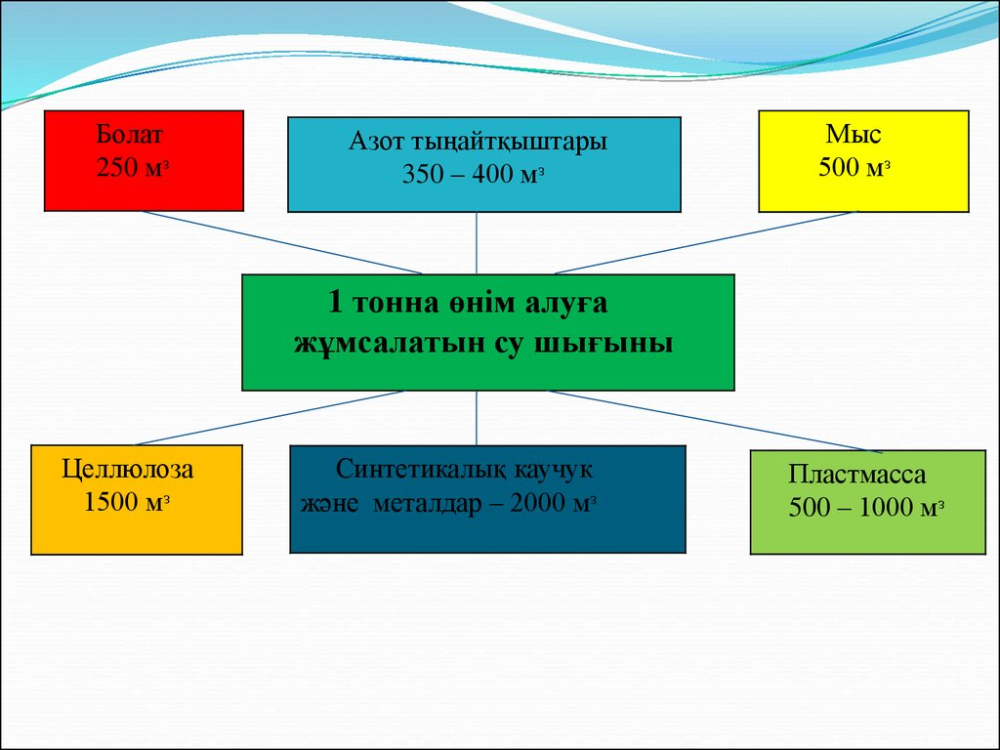 Болат
250 м³
Азот тыңайтқыштары
350 – 400 м³
Мыс
500 м³
1 тонна өнім алуға
жұмсалатын су шығыны
Целлюлоза
1500 м³
Синтетикалық каучук
және металдар – 2000 м³
Пластмасса
500 – 1000 м³